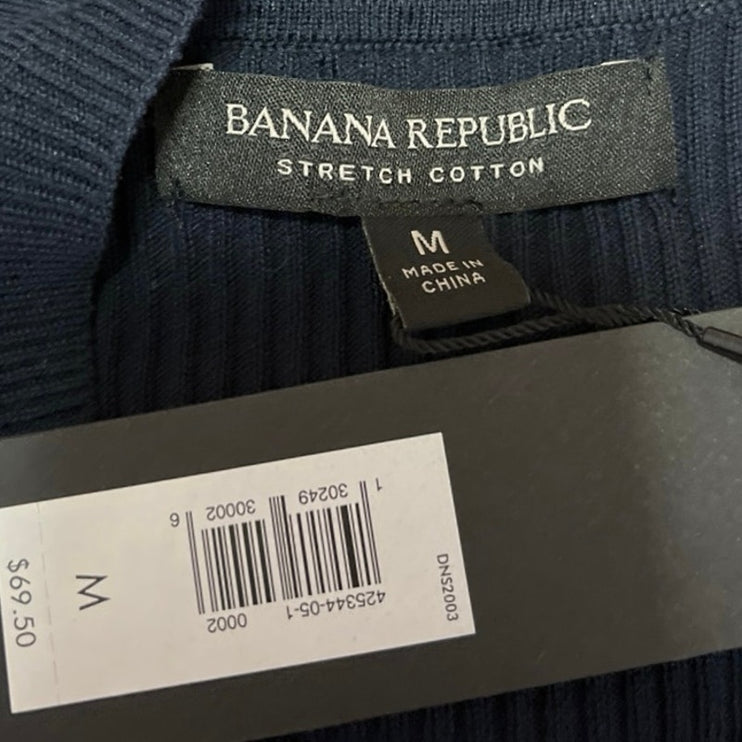 BANANA REPUBLIC
STRETCH COTTON
M
MADE IN
CHINA
1 30249 30002 6
425344-05-1 0002
DNS2003
M
$69.50